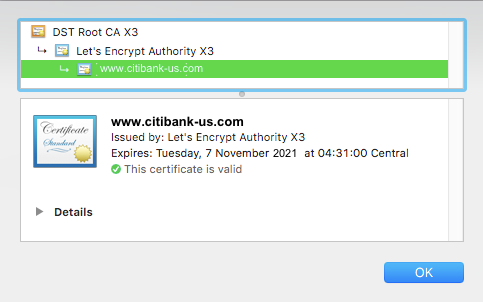 DST Root CA X3
Let's Encrypt Authority X3
www.citibank-us.com
Certificate
Standard
www.citibank-us.com
Issued by: Let's Encrypt Authority X3
Expires: Tuesday, 7 November 2021 at 04:31:00 Central
This certificate is valid
Details
OK